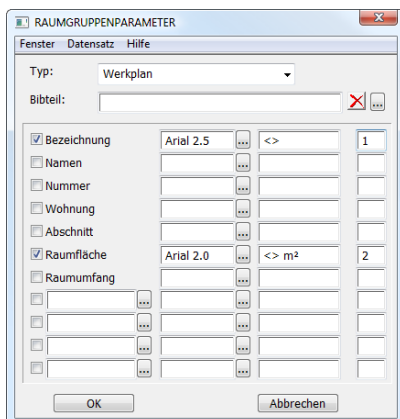 RAUMGRUPPENPARAMETER
Fenster Datensatz Hilfe
Typ: Werkplan
Bibteil: ...
Bezeichnung Arial 2.5 ... <> 1
Namen ...
Nummer ...
Wohnung ...
Abschnitt ...
Raumfläche Arial 2.0 ... <> m² 2
Raumumfang ...
... ...
... ...
... ...
... ...
OK Abbrechen